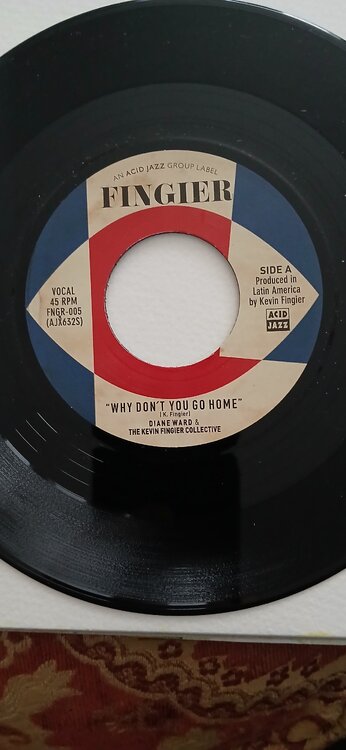 AN ACID JAZZ GROUP LABEL
FINGIER
VOCAL
45 RPM
FNGR-005
(AJX632S)
SIDE A
Produced in
Latin America
by Kevin Fingier
ACID
JAZZ
"WHY DON´T YOU GO HOME"
(K. Fingier)
DIANE WARD &
THE KEVIN FINGIER COLLECTIVE